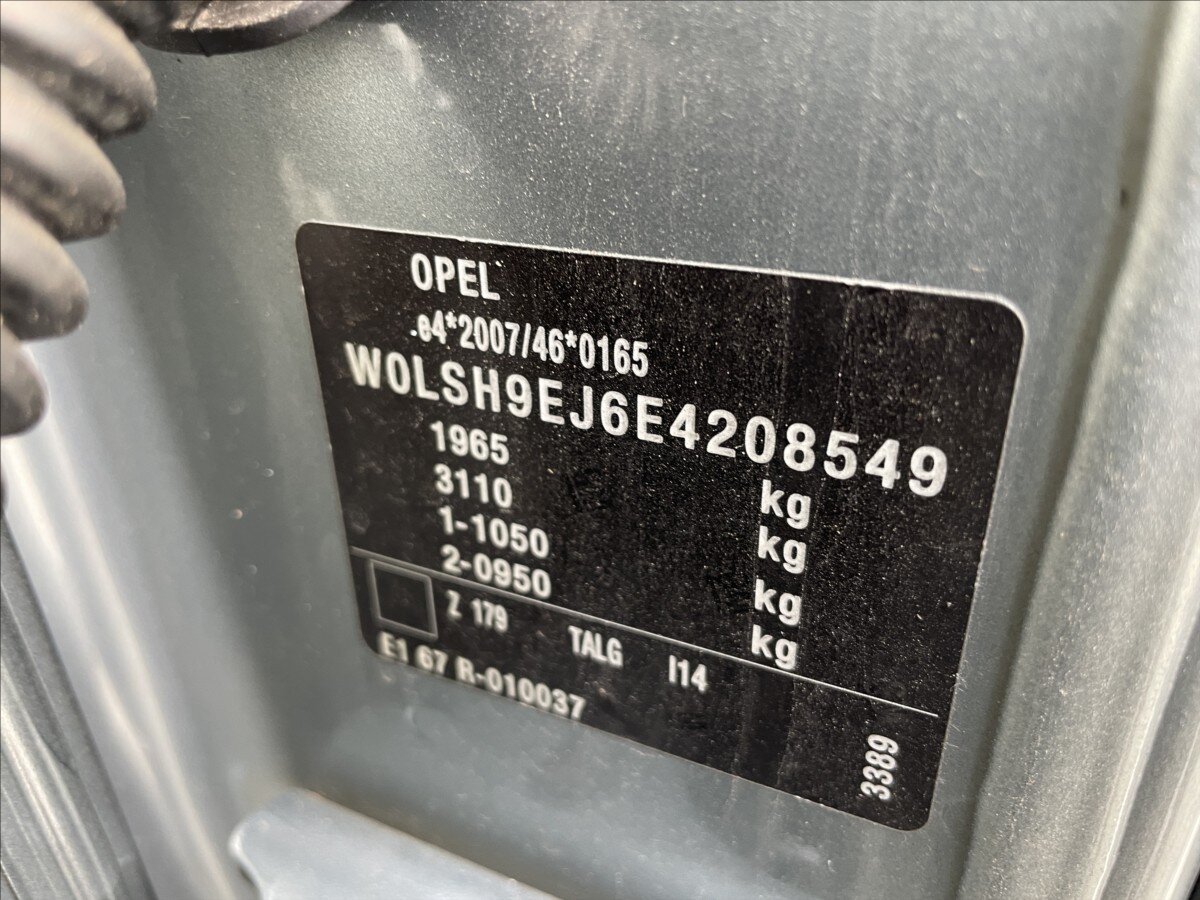 OPEL
e4*2007/46*0165
W0LSH9EJ6E4208549
1965 kg
3110 kg
1-1050 kg
2-0950 kg
Z 179 TALG I14
E1 67 R-010037
3389